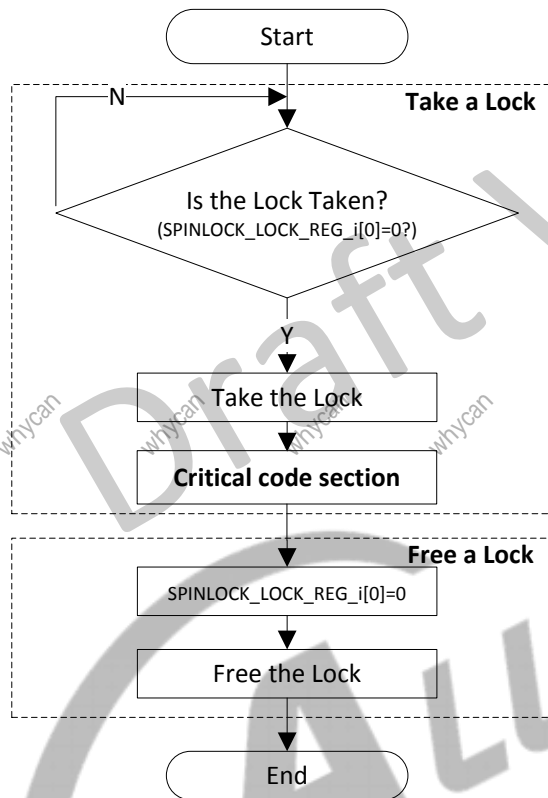 Start
N
Take a Lock
Is the Lock Taken?
(SPINLOCK_LOCK_REG_i[0]=0?)
Y
Take the Lock
Critical code section
Free a Lock
SPINLOCK_LOCK_REG_i[0]=0
Free the Lock
End
Draft
whycan
whycan
whycan
whycan